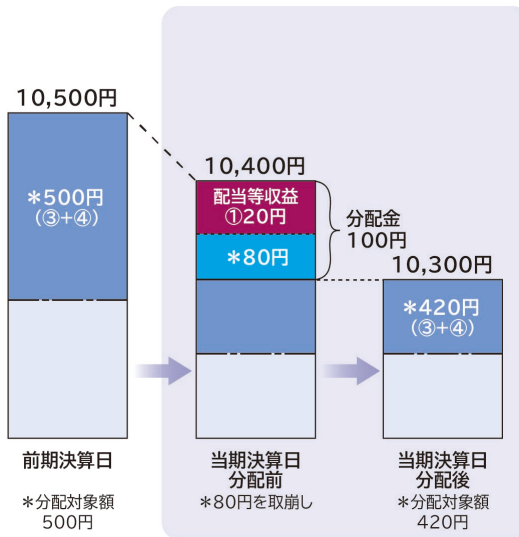 10,500円
＊500円
(③+④)
前期決算日
＊分配対象額
500円
10,400円
配当等収益
①20円
＊80円
分配金
100円
当期決算日
分配前
＊80円を取崩し
10,300円
＊420円
(③+④)
当期決算日
分配後
＊分配対象額
420円